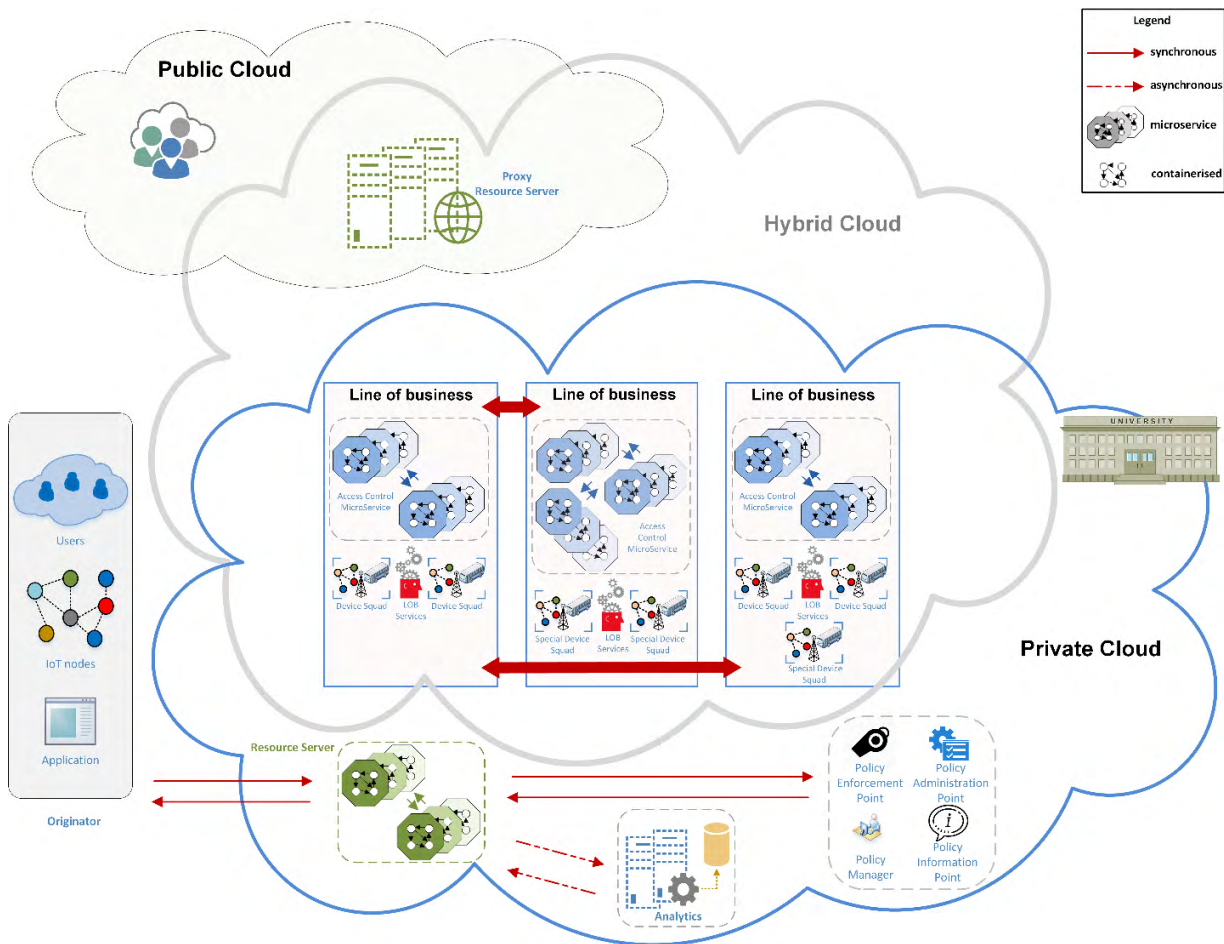 Legend
synchronous
asynchronous
microservice
containerised
Public Cloud
Proxy
Resource Server
Hybrid Cloud
Line of business
Access Control
MicroService
Device Squad
LOB
Services
Device Squad
Line of business
Access
Control
MicroService
Special Device
Squad
LOB
Services
Special Device
Squad
Line of business
Access Control
MicroService
Device Squad
LOB
Services
Device Squad
Special Device
Squad
UNIVERSITY
Private Cloud
Users
IoT nodes
Application
Originator
Resource Server
Policy
Enforcement
Point
Policy
Administration
Point
Policy
Manager
i
Policy
Information
Point
Analytics